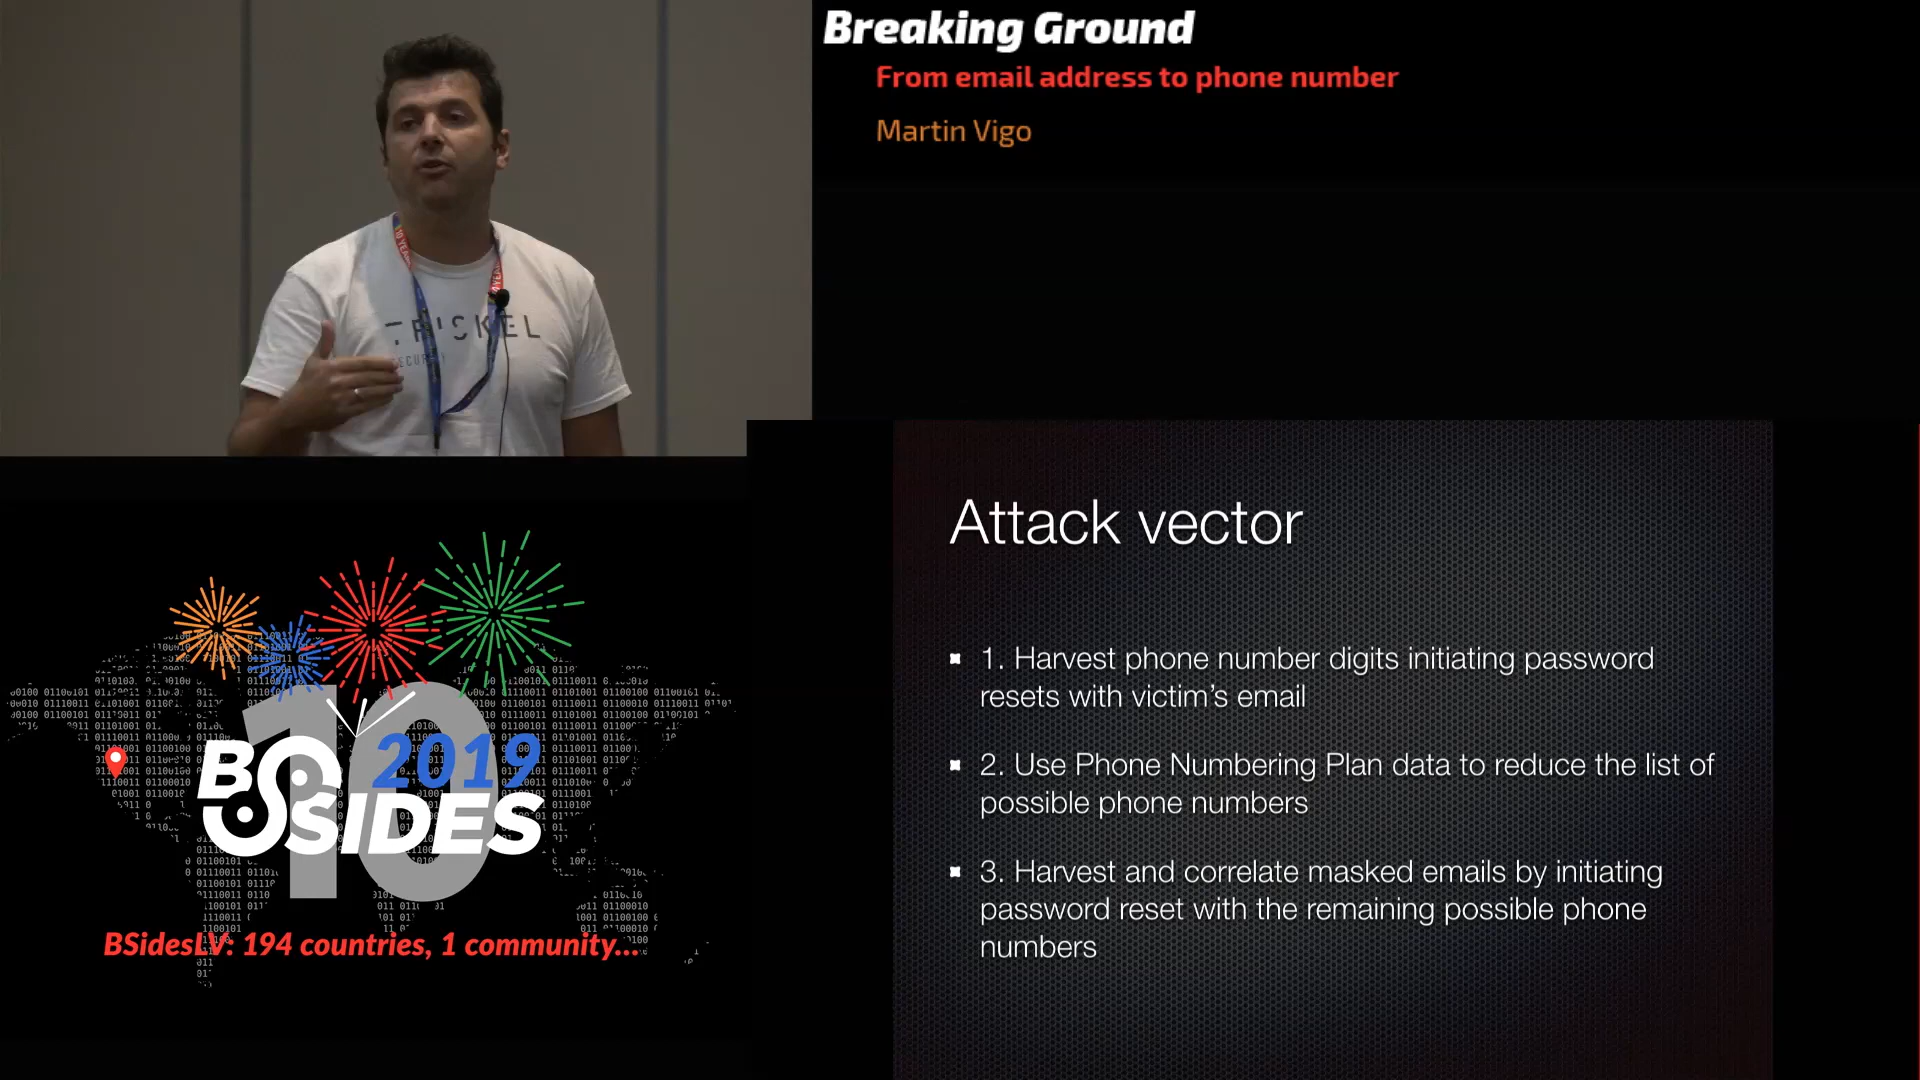 Breaking Ground
From email address to phone number
Martin Vigo
TRISKEL
SECURITY
10
2019
BSIDES
BSidesLV: 194 countries, 1 community...
Attack vector
1. Harvest phone number digits initiating password
resets with victim's email
2. Use Phone Numbering Plan data to reduce the list of
possible phone numbers
3. Harvest and correlate masked emails by initiating
password reset with the remaining possible phone
numbers